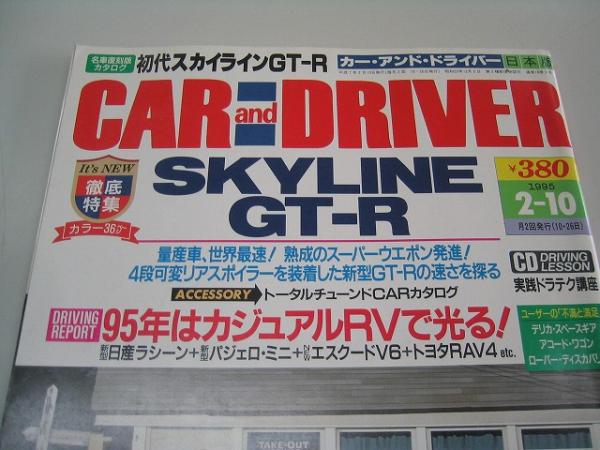 名車復刻版
カタログ
初代スカイラインGT-R
カー・アンド・ドライバー
日本版
CAR and DRIVER
It's NEW
徹底
特集
カラー36ページ
SKYLINE
GT-R
¥380
1995
2-10
月2回発行(10・26日)
量産車、世界最速! 熟成のスーパーウエポン発進!
4段可変リアスポイラーを装着した新型GT-Rの速さを探る
CD DRIVING LESSON
実践ドラテク講座
ACCESSORY トータルチューンドCARカタログ
DRIVING
REPORT
95年はカジュアルRVで光る!
新型日産ラシーン+新型パジェロ・ミニ+エスクードV6+トヨタRAV4 etc.
ユーザーの"不満と満足
デリカ・スペースギア
アコード・ワゴン
ローバー・ディスカバリ
TAKE-OUT